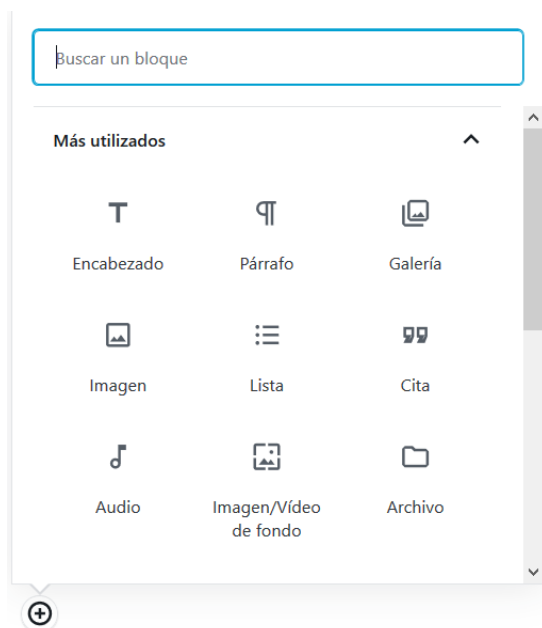 Buscar un bloque
Más utilizados
Encabezado
Párrafo
Galería
Imagen
Lista
Cita
Audio
Imagen/Vídeo
de fondo
Archivo